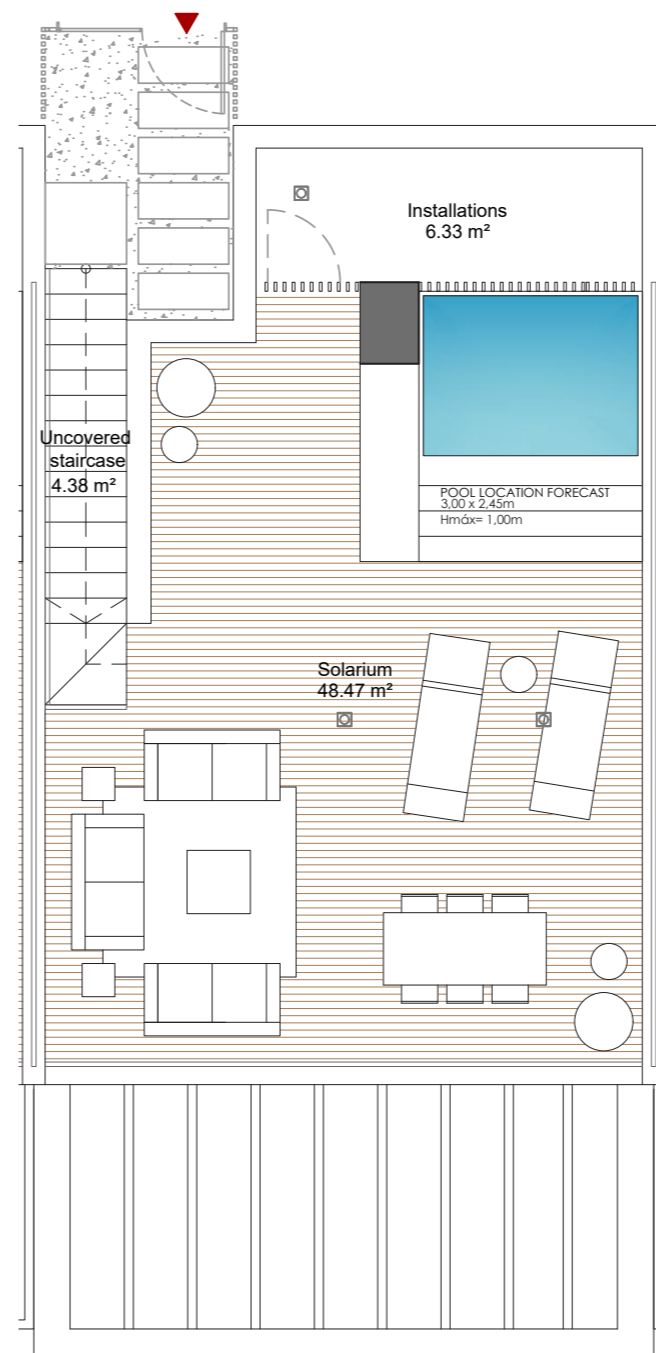 Installations
6.33 m²
Uncovered
staircase
4.38 m²
POOL LOCATION FORECAST
3,00 x 2,45m
Hmáx= 1,00m
Solarium
48.47 m²